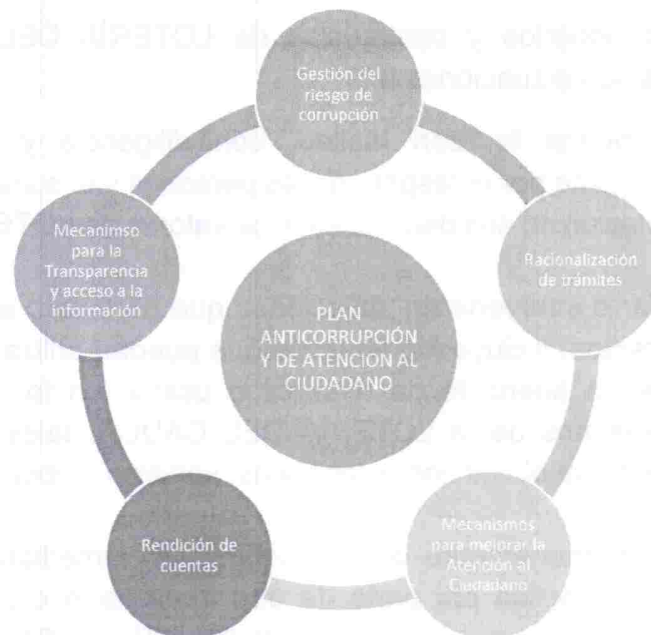 Gestión del
riesgo de
corrupción
Racionalización
de trámites
Mecanismos
para mejorar la
Atención al
Ciudadano
Rendición de
cuentas
Mecanimso
para la
Transparencia
y acceso a la
información
PLAN
ANTICORRUPCIÓN
Y DE ATENCION AL
CIUDADANO